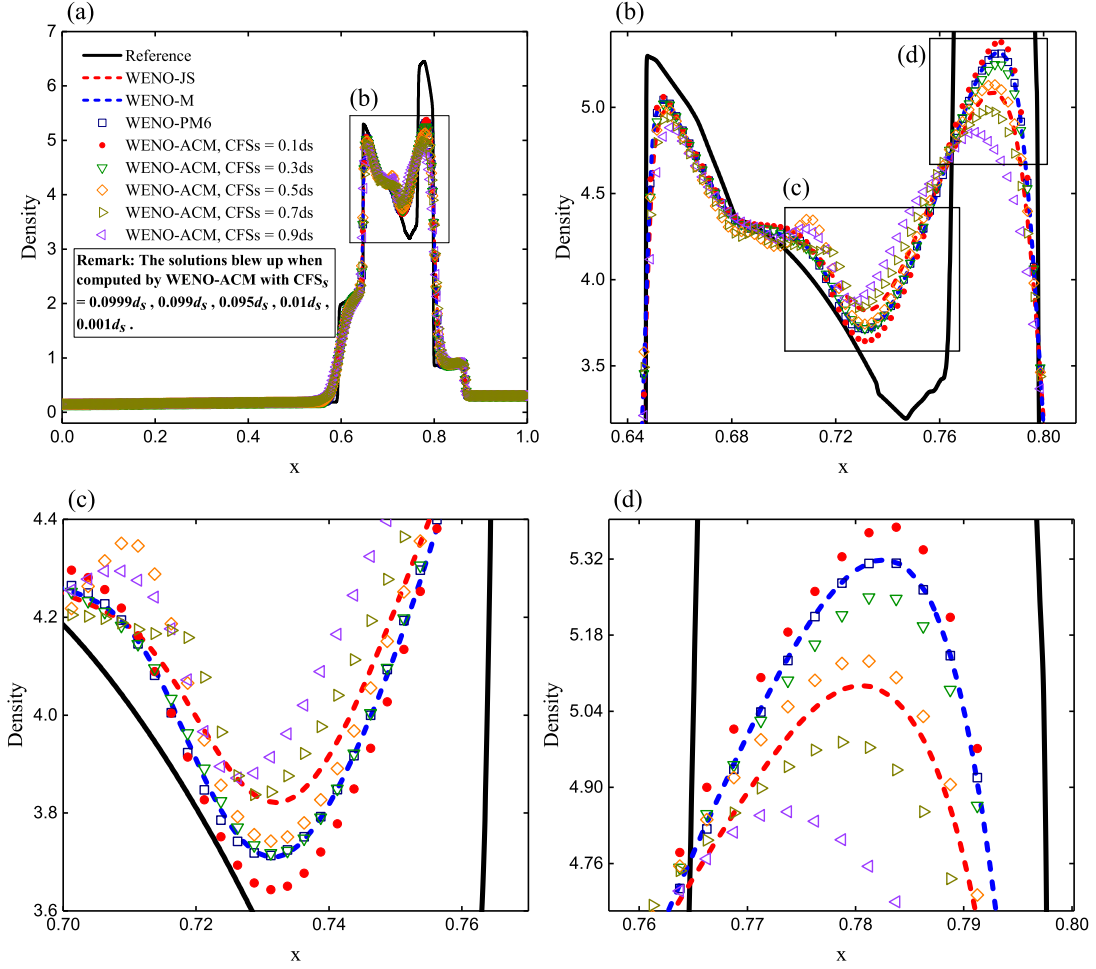 (a)
7
6
5
4
3
2
1
0
Density
0.0 0.2 0.4 0.6 0.8 1.0
x
Reference
WENO-JS
WENO-M
WENO-PM6
WENO-ACM, CFSs = 0.1ds
WENO-ACM, CFSs = 0.3ds
WENO-ACM, CFSs = 0.5ds
WENO-ACM, CFSs = 0.7ds
WENO-ACM, CFSs = 0.9ds
Remark: The solutions blew up when
computed by WENO-ACM with CFSs
= 0.0999ds , 0.099ds , 0.095ds , 0.01ds ,
0.001ds .
(b)
(b)
5.0
4.5
4.0
3.5
Density
0.64 0.68 0.72 0.76 0.80
x
(c)
(d)
(c)
4.4
4.2
4.0
3.8
3.6
Density
0.70 0.72 0.74 0.76
x
(d)
5.32
5.18
5.04
4.90
4.76
Density
0.76 0.77 0.78 0.79 0.80
x